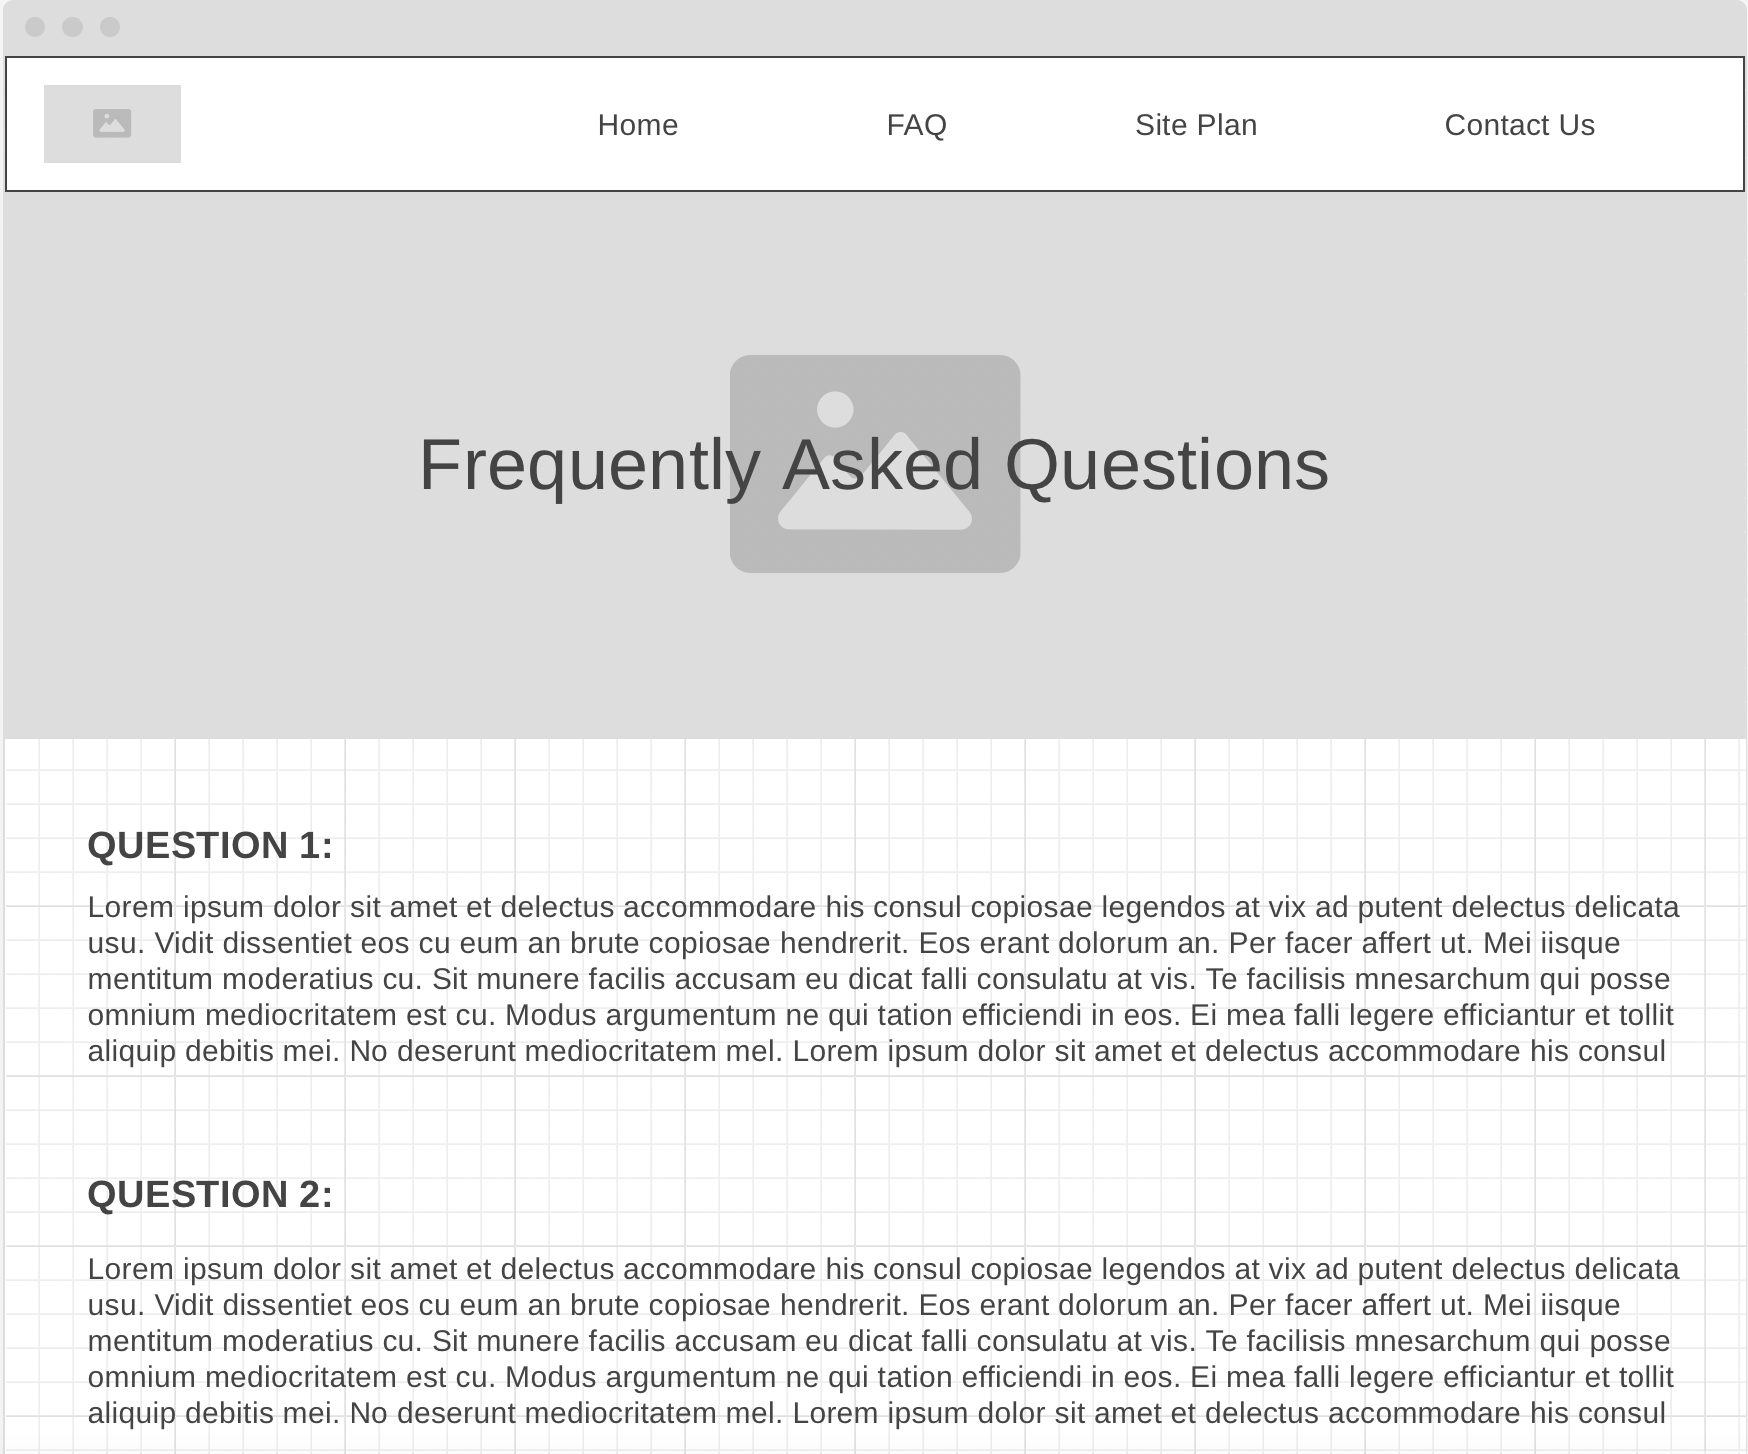 Home FAQ Site Plan Contact Us
Frequently Asked Questions
QUESTION 1:
Lorem ipsum dolor sit amet et delectus accommodare his consul copiosae legendos at vix ad putent delectus delicata
usu. Vidit dissentiet eos cu eum an brute copiosae hendrerit. Eos erant dolorum an. Per facer affert ut. Mei iisque
mentitum moderatius cu. Sit munere facilis accusam eu dicat falli consulatu at vis. Te facilisis mnesarchum qui posse
omnium mediocritatem est cu. Modus argumentum ne qui tation efficiendi in eos. Ei mea falli legere efficiantur et tollit
aliquip debitis mei. No deserunt mediocritatem mel. Lorem ipsum dolor sit amet et delectus accommodare his consul
QUESTION 2:
Lorem ipsum dolor sit amet et delectus accommodare his consul copiosae legendos at vix ad putent delectus delicata
usu. Vidit dissentiet eos cu eum an brute copiosae hendrerit. Eos erant dolorum an. Per facer affert ut. Mei iisque
mentitum moderatius cu. Sit munere facilis accusam eu dicat falli consulatu at vis. Te facilisis mnesarchum qui posse
omnium mediocritatem est cu. Modus argumentum ne qui tation efficiendi in eos. Ei mea falli legere efficiantur et tollit
aliquip debitis mei. No deserunt mediocritatem mel. Lorem ipsum dolor sit amet et delectus accommodare his consul